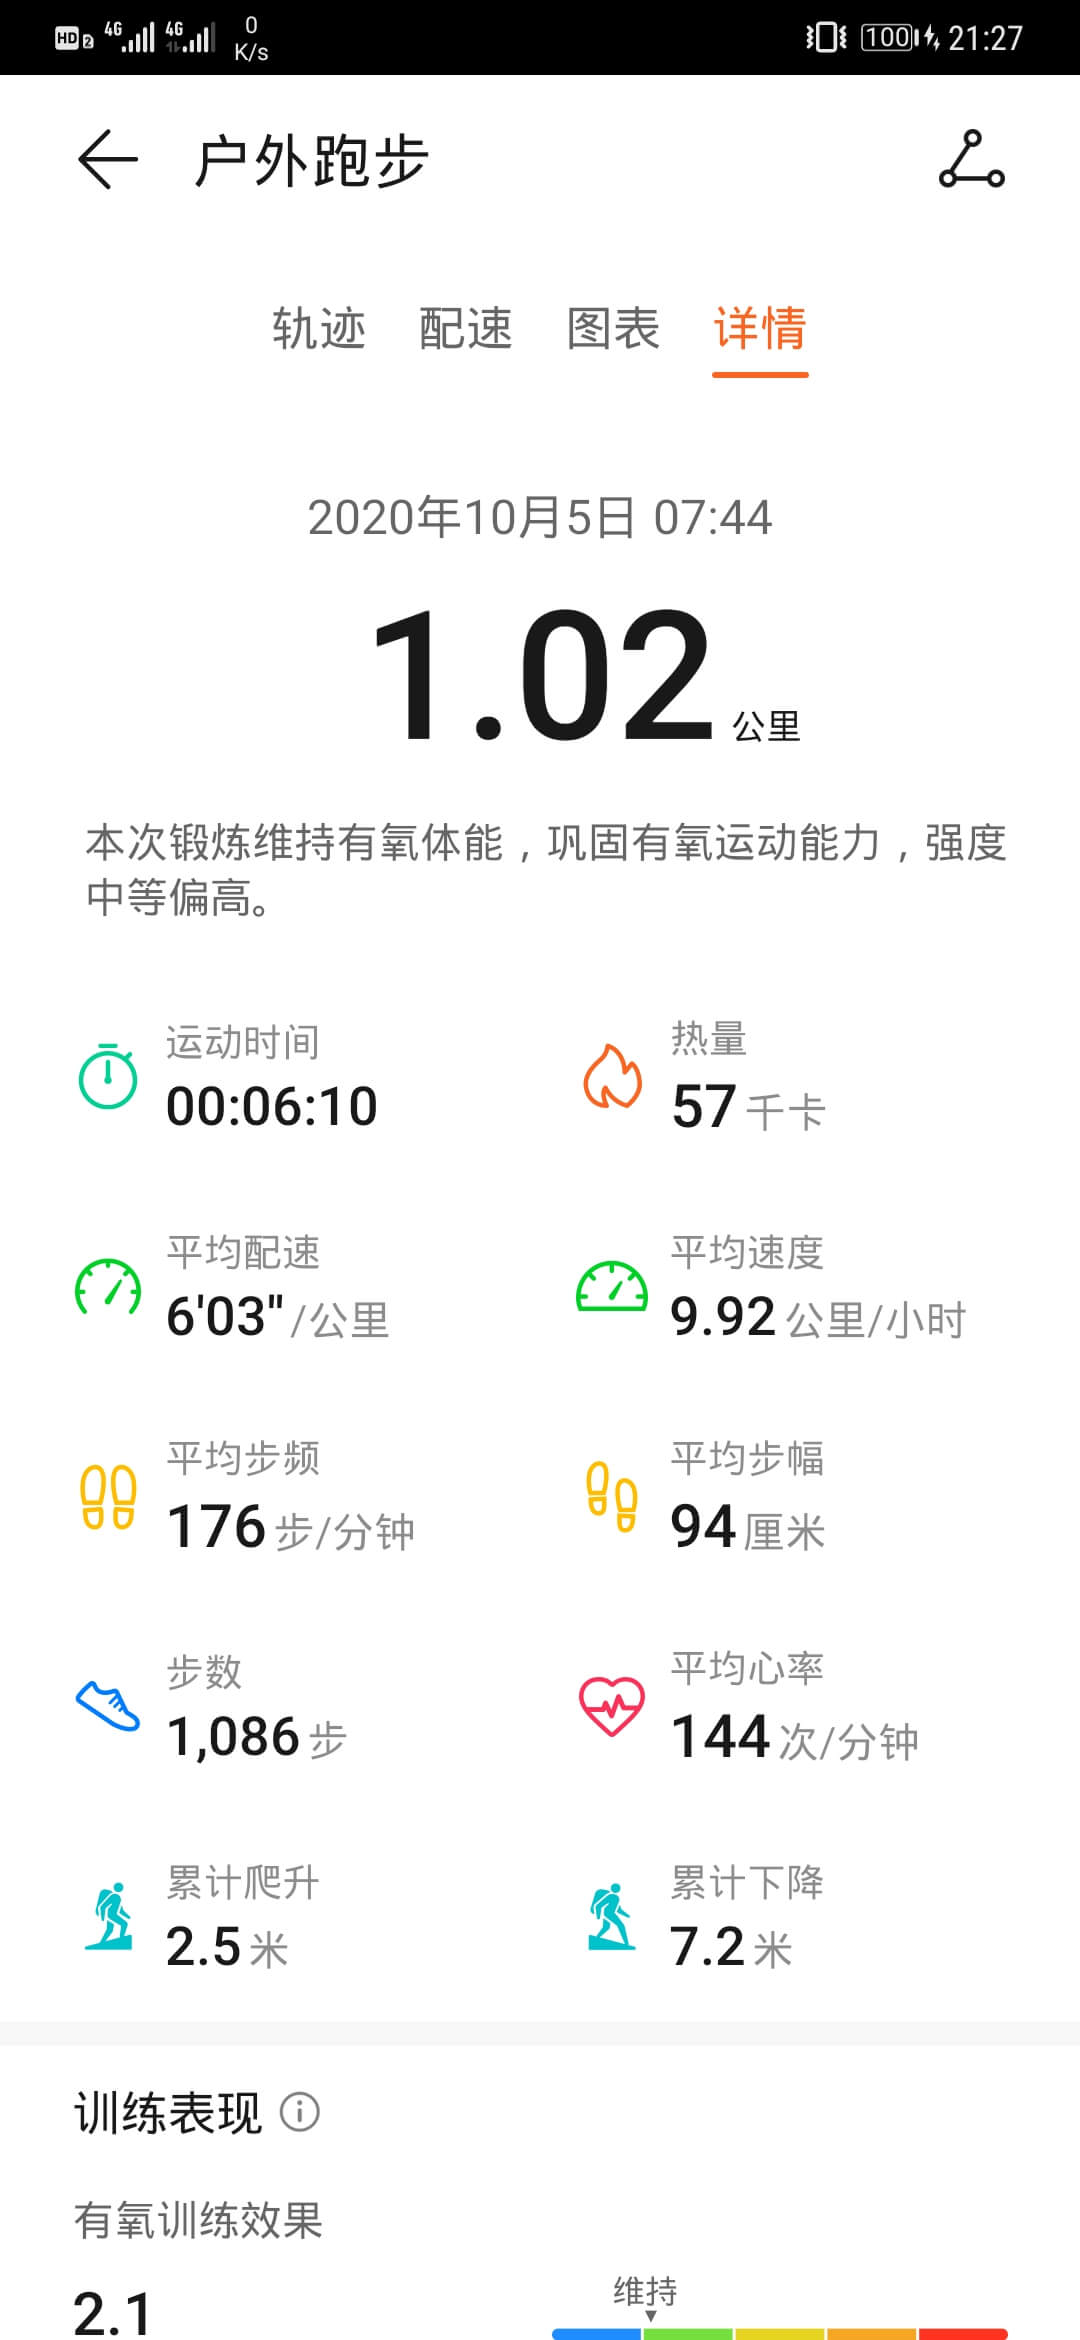 HD 2 4G 4G 0 K/s 100 21:27
户外跑步
轨迹 配速 图表 详情
2020年10月5日 07:44
1.02 公里
本次锻炼维持有氧体能，巩固有氧运动能力，强度
中等偏高。
运动时间 热量
00:06:10 57 千卡
平均配速 平均速度
6'03" /公里 9.92 公里/小时
平均步频 平均步幅
176 步/分钟 94 厘米
步数 平均心率
1,086 步 144 次/分钟
累计爬升 累计下降
2.5 米 7.2 米
训练表现
有氧训练效果
维持
2.1